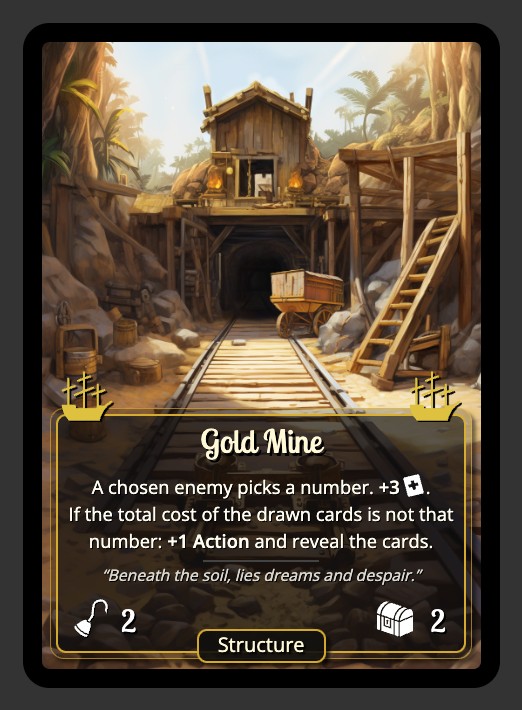 Gold Mine
A chosen enemy picks a number. +3 .
If the total cost of the drawn cards is not that
number: +1 Action and reveal the cards.
“Beneath the soil, lies dreams and despair.”
2 2
Structure